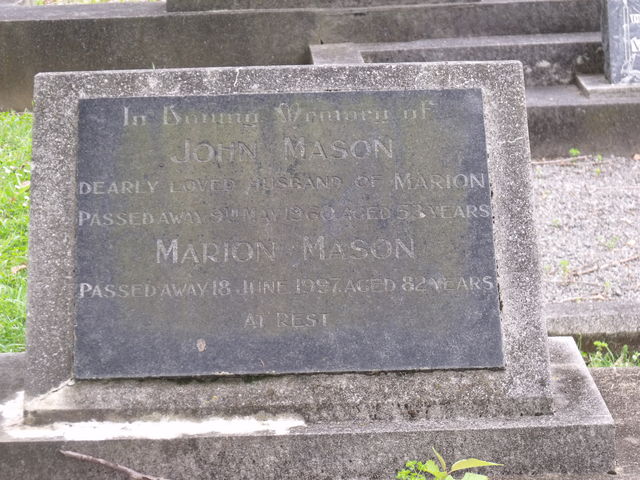 In Loving Memory of
JOHN MASON
DEARLY LOVED HUSBAND OF MARION
PASSED AWAY 9TH MAY 1960, AGED 53 YEARS
MARION MASON
PASSED AWAY 18 JUNE 1997, AGED 82 YEARS
AT REST